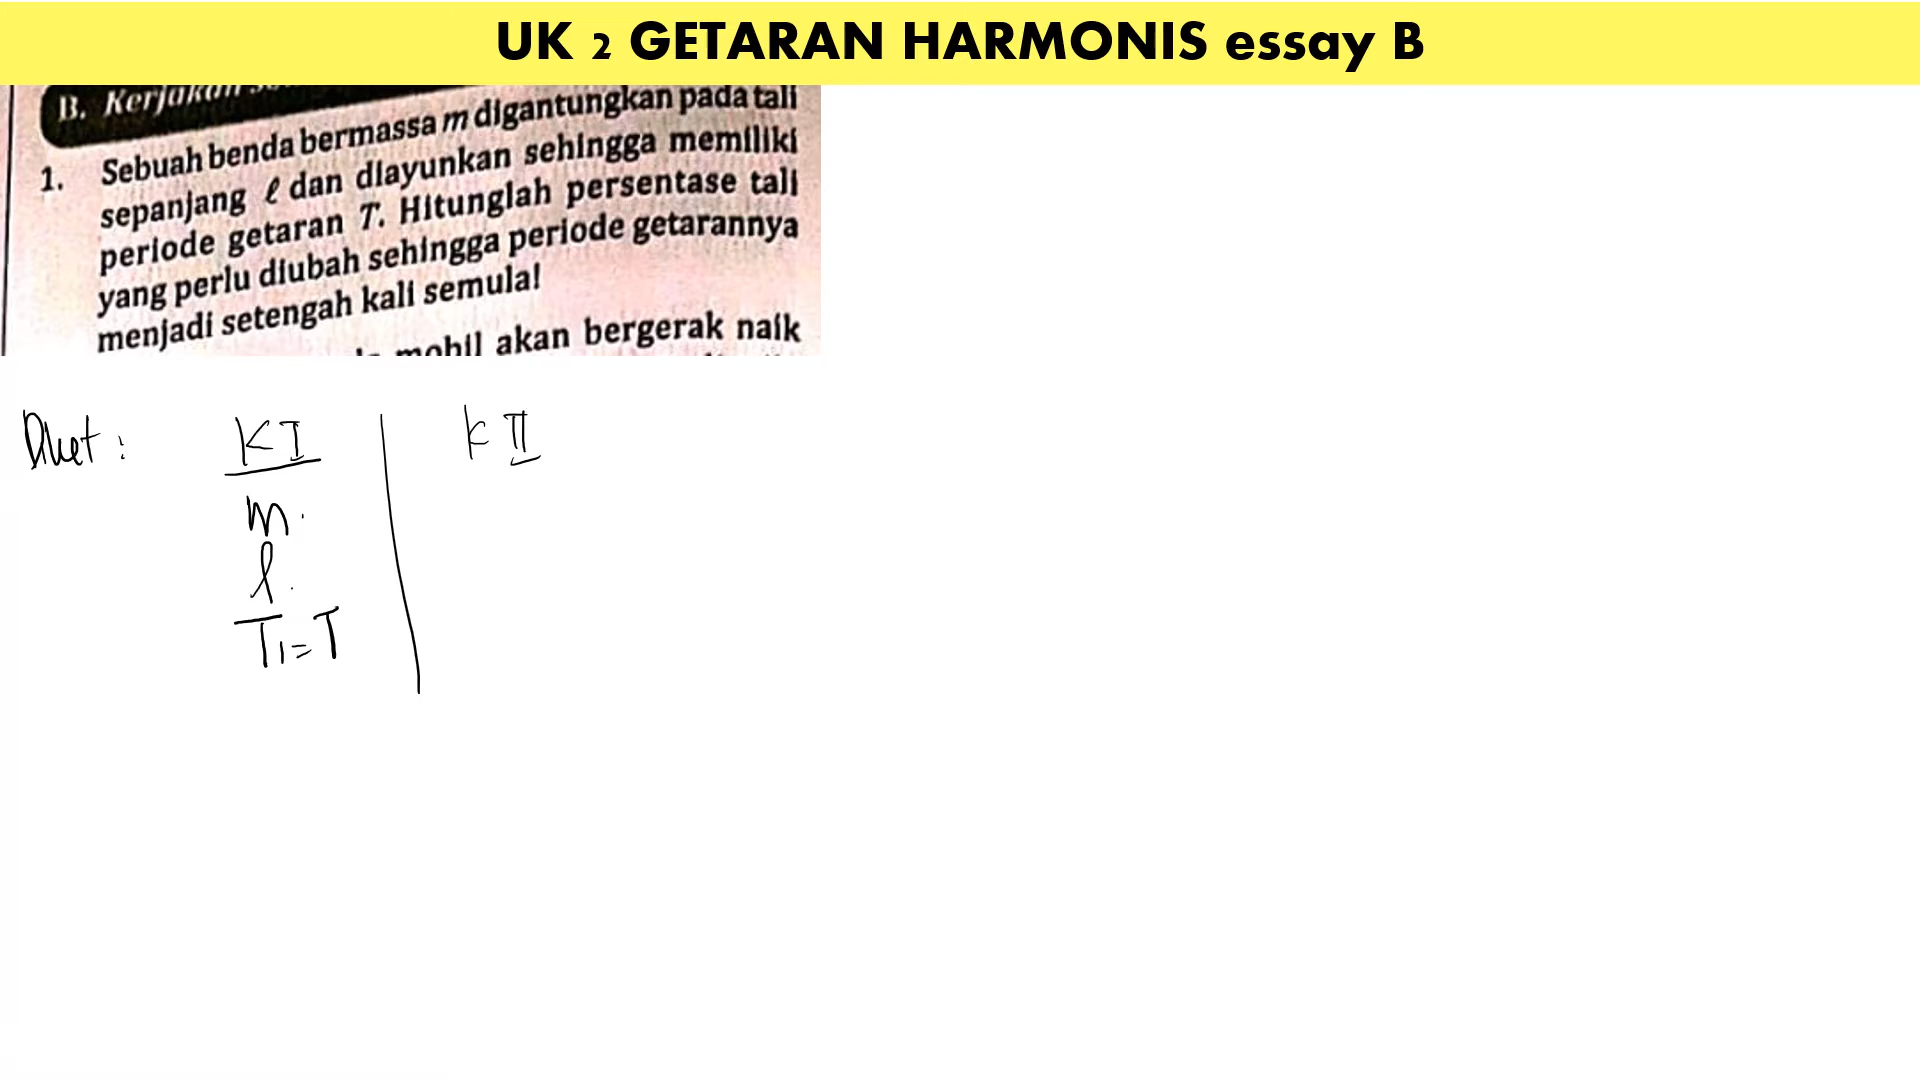 UK 2 GETARAN HARMONIS essay B
B. Kerjakan
1. Sebuah benda bermassa m digantungkan pada tali
sepanjang ℓ dan diayunkan sehingga memiliki
periode getaran T. Hitunglah persentase tali
yang perlu diubah sehingga periode getarannya
menjadi setengah kali semula!
mobil akan bergerak naik
Diket : K I K II
m.
l.
T1 = T